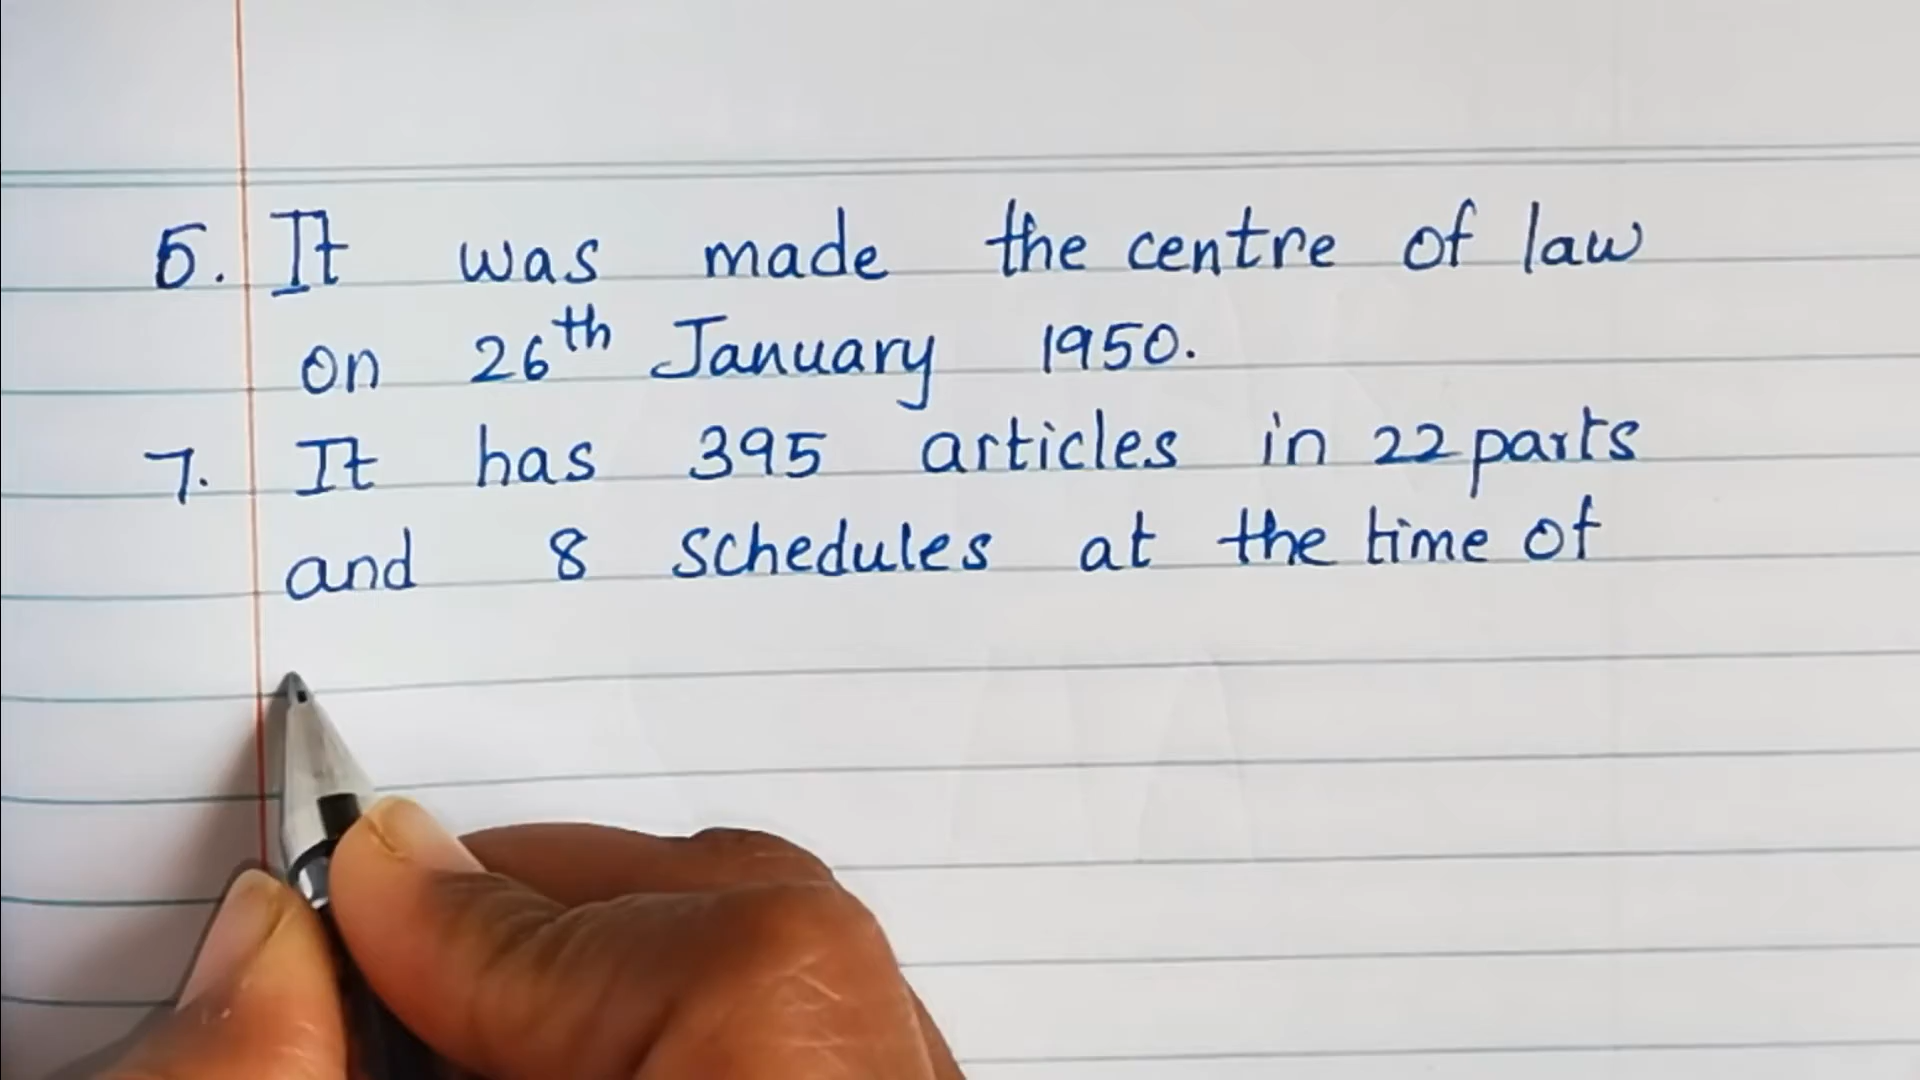 6. It was made the centre of law
on 26th January 1950.
7. It has 395 articles in 22 parts
and 8 schedules at the time of